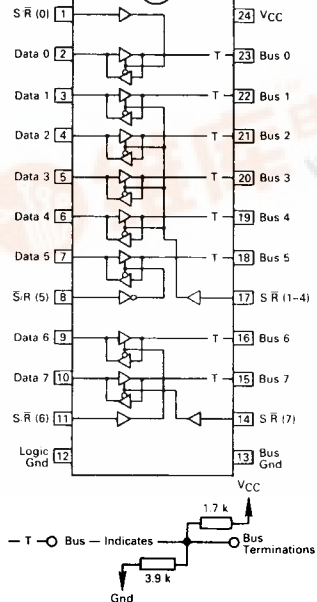 S R̅ (0) 1 24 VCC
Data 0 2 T 23 Bus 0
Data 1 3 T 22 Bus 1
Data 2 4 T 21 Bus 2
Data 3 5 T 20 Bus 3
Data 4 6 T 19 Bus 4
Data 5 7 T 18 Bus 5
S̅/R (5) 8 17 S R̅ (1-4)
Data 6 9 T 16 Bus 6
Data 7 10 T 15 Bus 7
S/R̅ (6) 11 14 S R̅ (7)
Logic Gnd 12 13 Bus Gnd
VCC
1.7 k
— T —O Bus — Indicates
Bus Terminations
3.9 k
Gnd